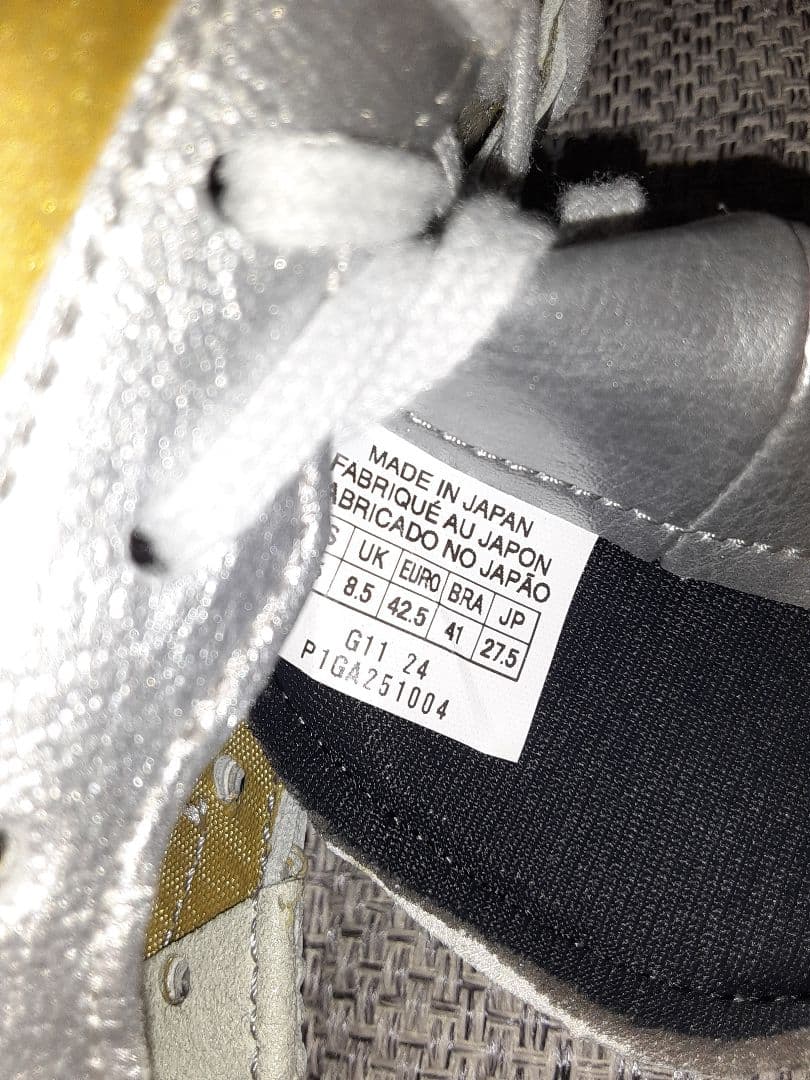 MADE IN JAPAN
FABRIQUÉ AU JAPON
ABRICADO NO JAPÃO
S UK EURO BRA JP
8.5 42.5 41 27.5
G11 24
P1GA251004